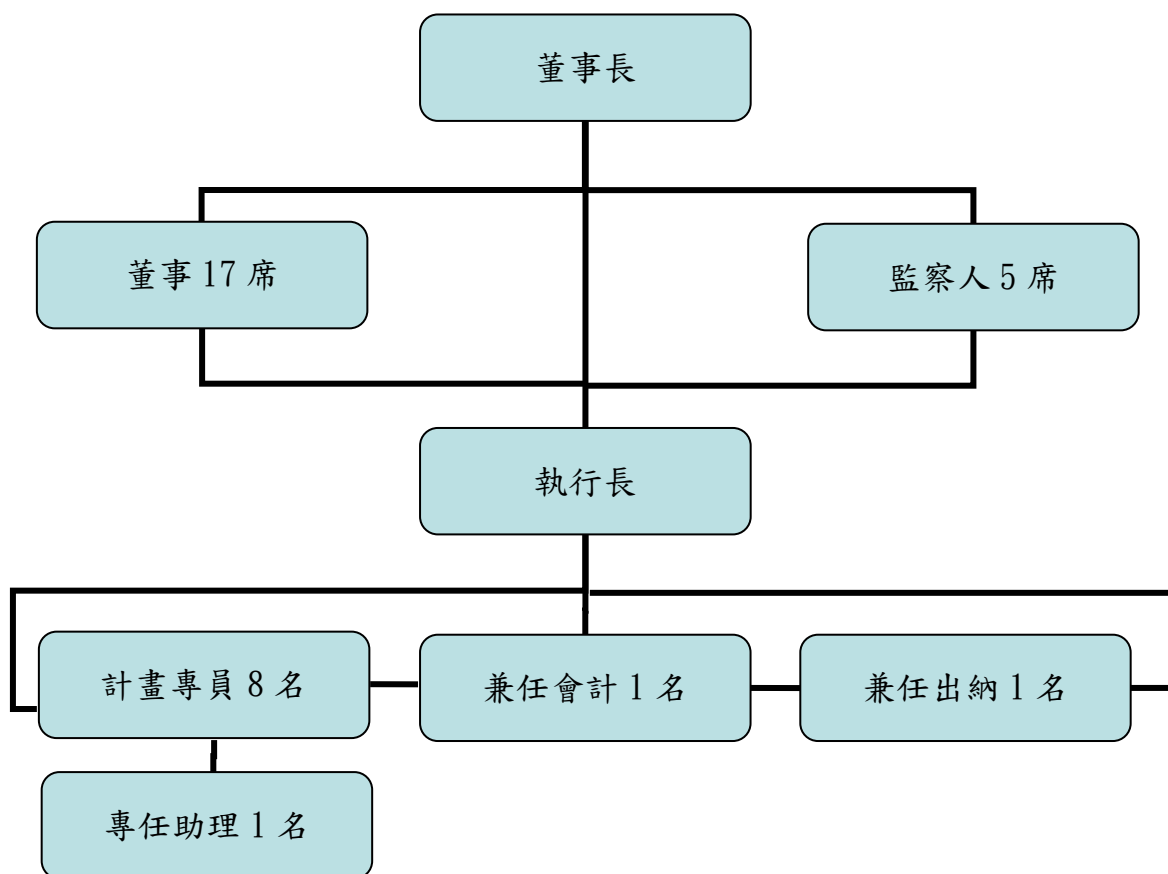 董事長
董事 17 席
監察人 5 席
執行長
計畫專員 8 名
兼任會計 1 名
兼任出納 1 名
專任助理 1 名